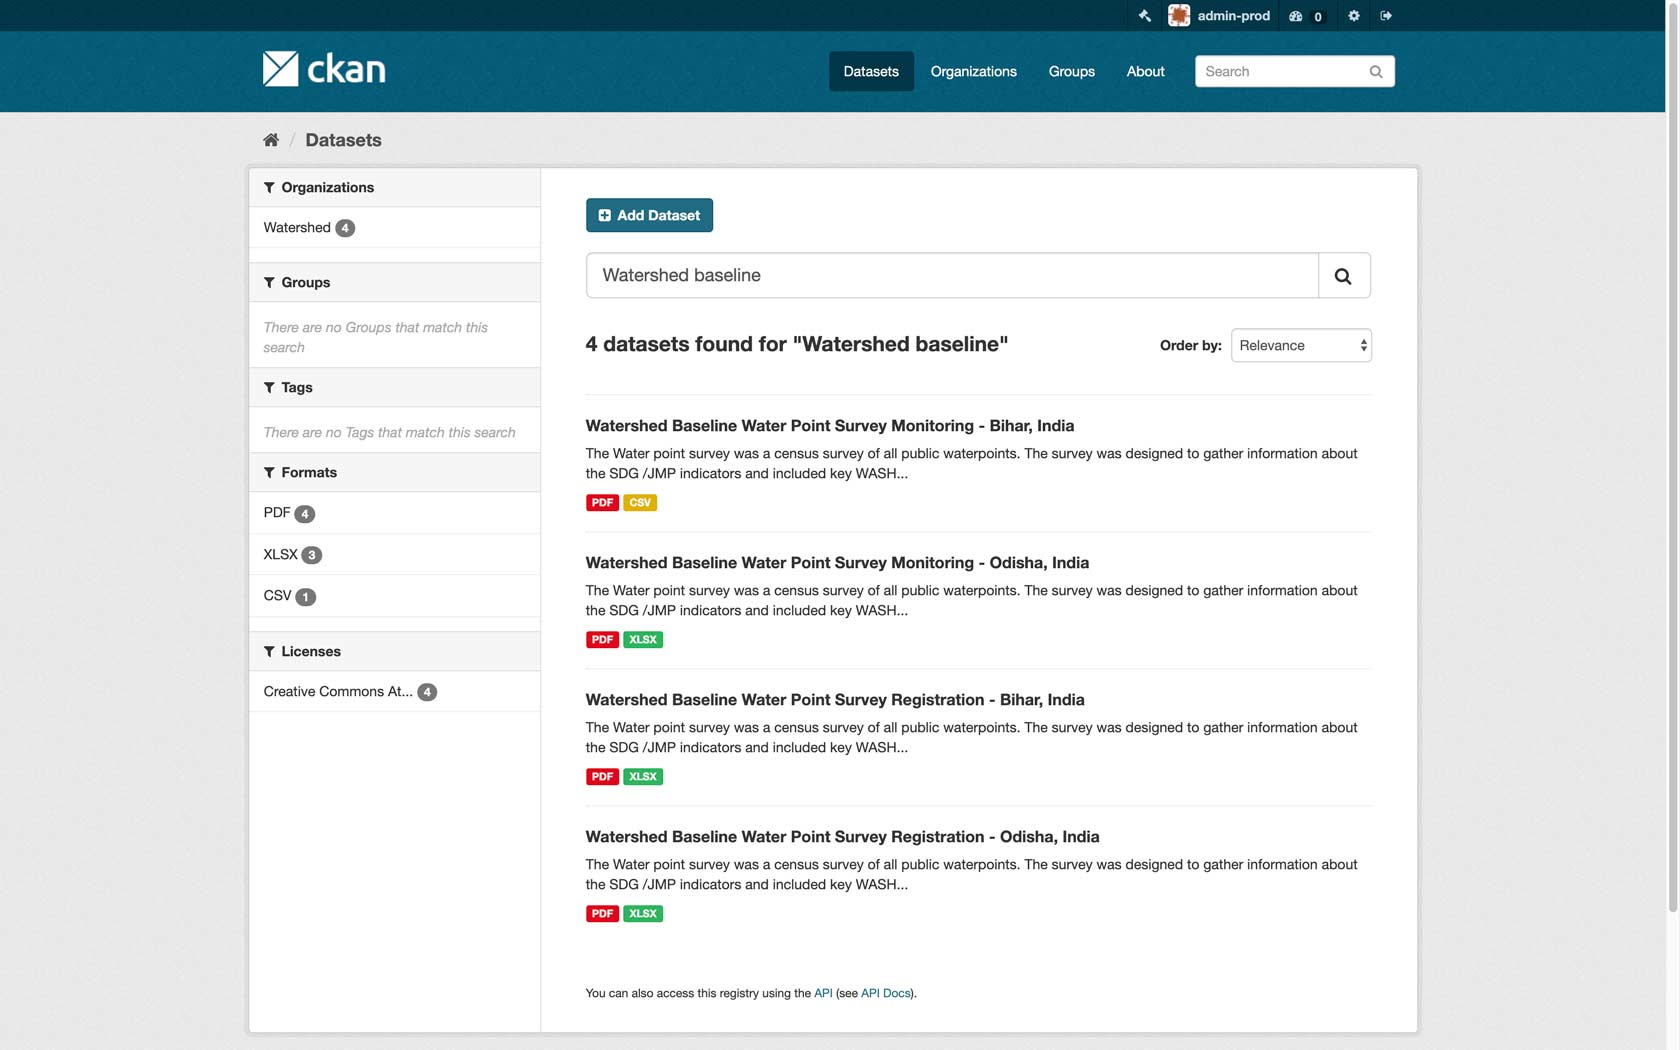 admin-prod 0
ckan
Datasets Organizations Groups About Search
/ Datasets
Organizations
Watershed 4
Groups
There are no Groups that match this
search
Tags
There are no Tags that match this search
Formats
PDF 4
XLSX 3
CSV 1
Licenses
Creative Commons At... 4
Add Dataset
Watershed baseline
4 datasets found for "Watershed baseline"
Order by: Relevance
Watershed Baseline Water Point Survey Monitoring - Bihar, India
The Water point survey was a census survey of all public waterpoints. The survey was designed to gather information about
the SDG /JMP indicators and included key WASH...
PDF CSV
Watershed Baseline Water Point Survey Monitoring - Odisha, India
The Water point survey was a census survey of all public waterpoints. The survey was designed to gather information about
the SDG /JMP indicators and included key WASH...
PDF XLSX
Watershed Baseline Water Point Survey Registration - Bihar, India
The Water point survey was a census survey of all public waterpoints. The survey was designed to gather information about
the SDG /JMP indicators and included key WASH...
PDF XLSX
Watershed Baseline Water Point Survey Registration - Odisha, India
The Water point survey was a census survey of all public waterpoints. The survey was designed to gather information about
the SDG /JMP indicators and included key WASH...
PDF XLSX
You can also access this registry using the API (see API Docs).